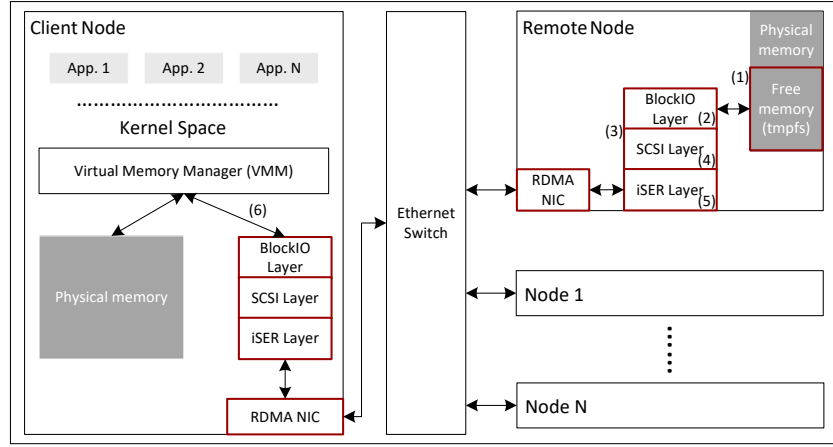 Client Node
App. 1
App. 2
App. N
Kernel Space
Virtual Memory Manager (VMM)
(6)
Physical memory
BlockIO
Layer
SCSI Layer
iSER Layer
RDMA NIC
Ethernet
Switch
Remote Node
Physical
memory
(1)
Free
memory
(tmpfs)
BlockIO
Layer
(2)
(3)
SCSI Layer
(4)
iSER Layer
(5)
RDMA
NIC
Node 1
Node N